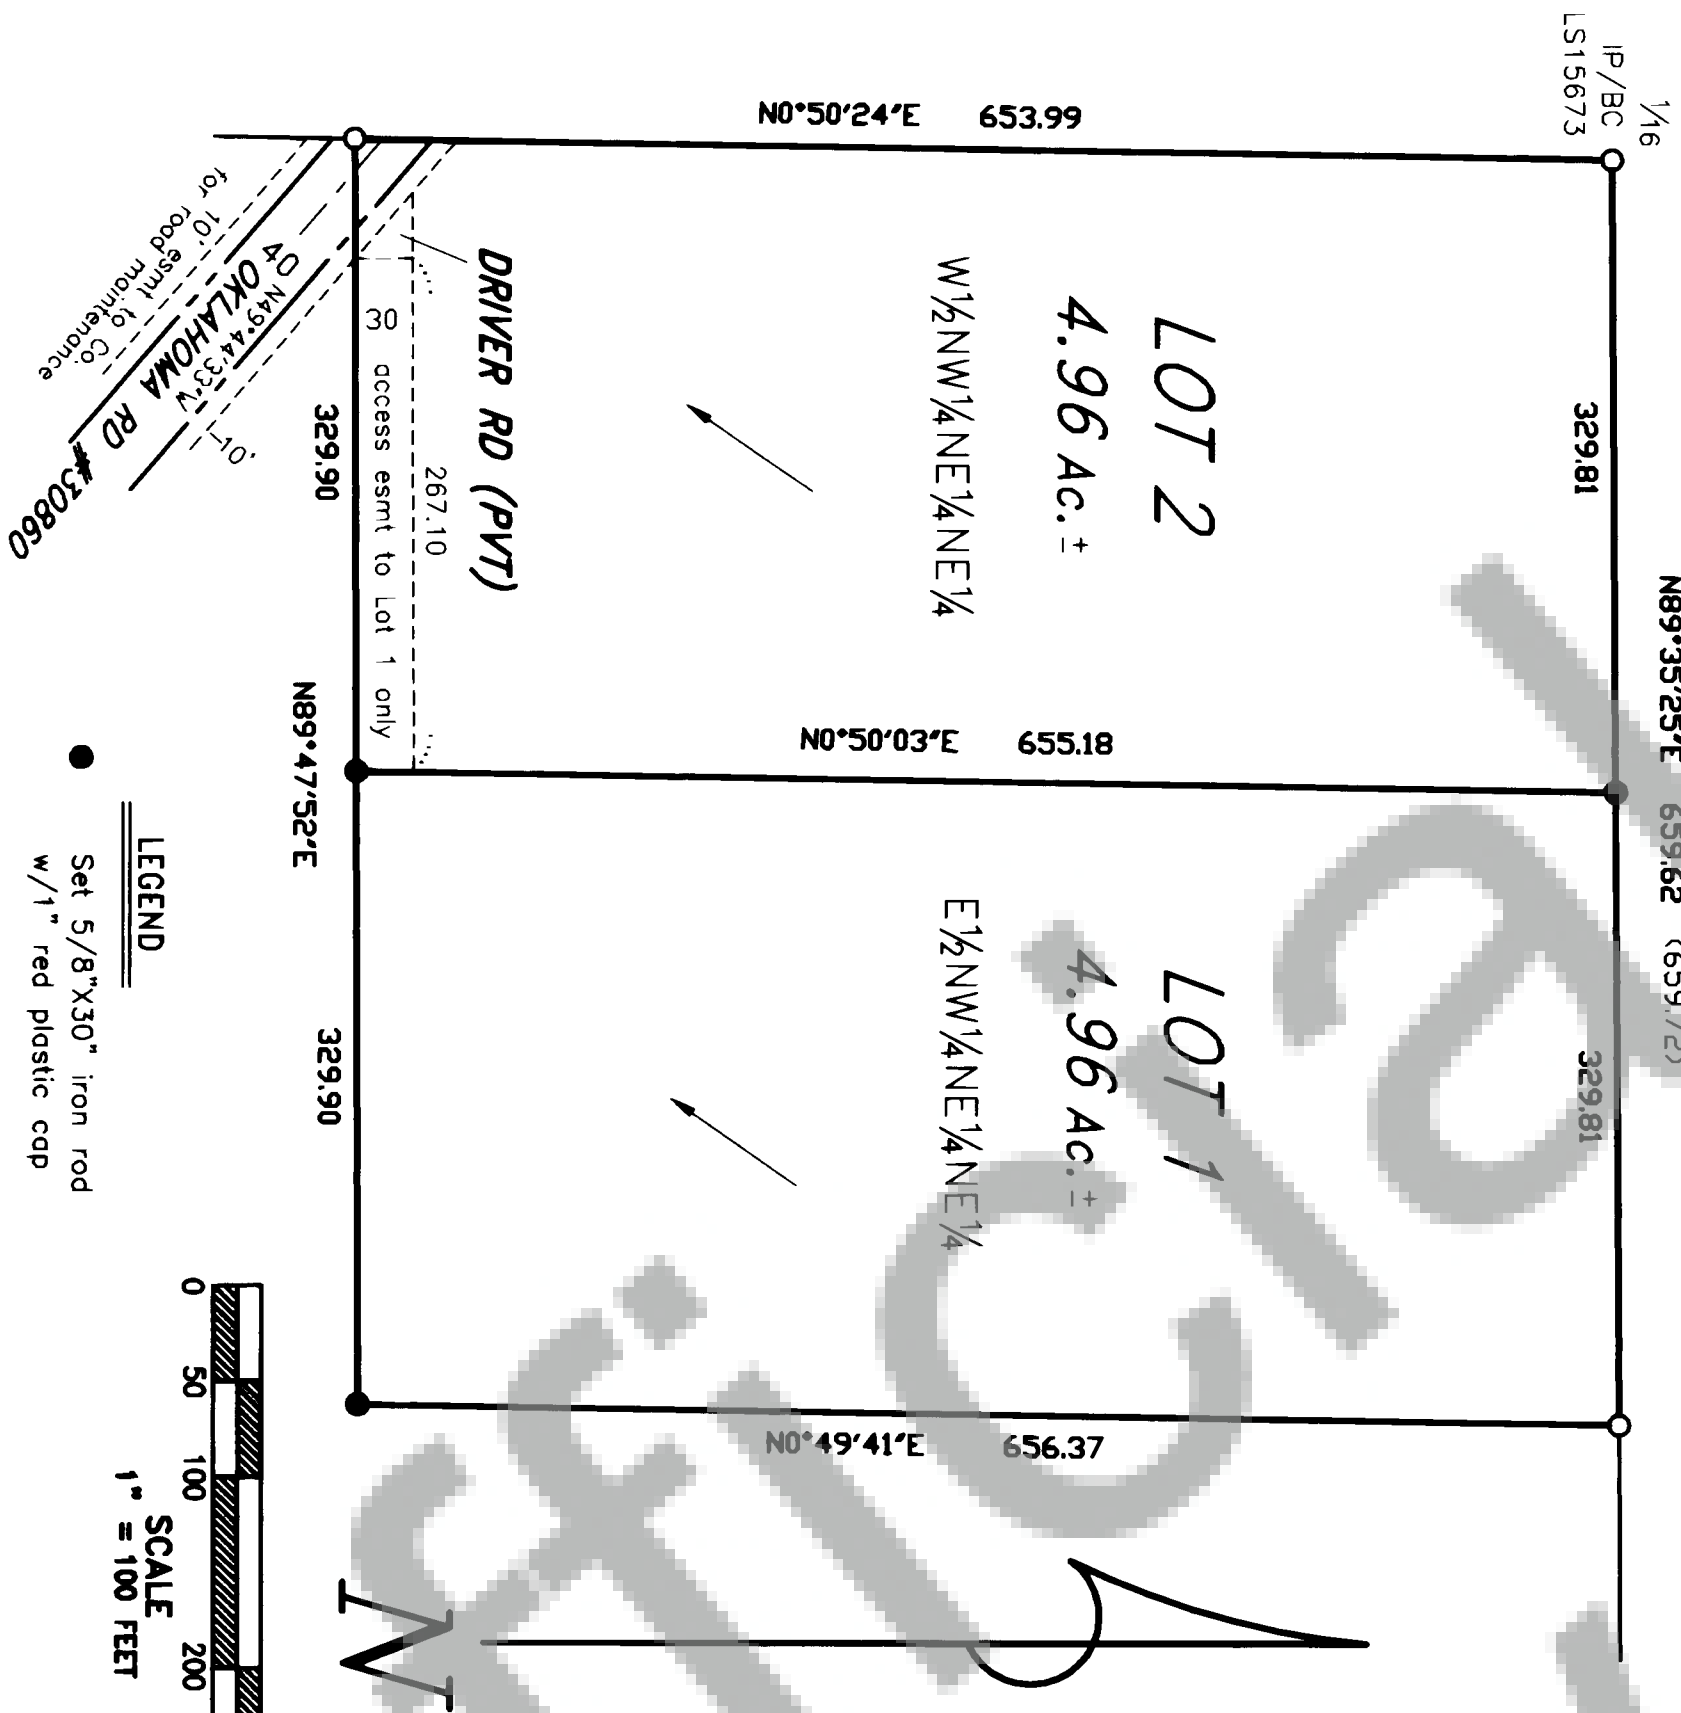 1/16
IP/BC
LS15673
N89°35'25"E 659.62 (659.72)
329.81
329.81
LOT 2
4.96 Ac.±
W½NW¼NE¼NE¼
LOT 1
4.96 Ac.±
E½NW¼NE¼NE¼
N0°50'24"E 653.99
N0°50'03"E 655.18
N0°49'41"E 656.37
DRIVER RD (PVT)
267.10
30 access esmt to Lot 1 only
329.90
329.90
N89°47'52"E
40
N49°44'33"W
OKLAHOMA RD #30860
10' esmt to Co.
for road maintenance
10'
LEGEND
Set 5/8"X30" iron rod
w/1" red plastic cap
0 50 100 200
SCALE
1" = 100 FEET
N